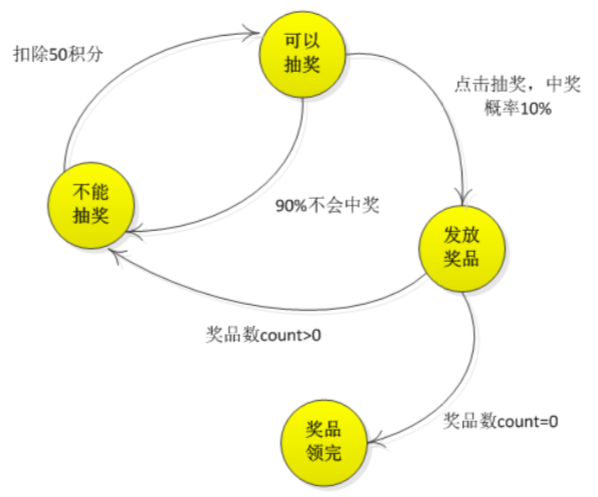 可以
抽奖
扣除50积分
点击抽奖，中奖
概率10%
不能
抽奖
90%不会中奖
发放
奖品
奖品数count>0
奖品数count=0
奖品
领完